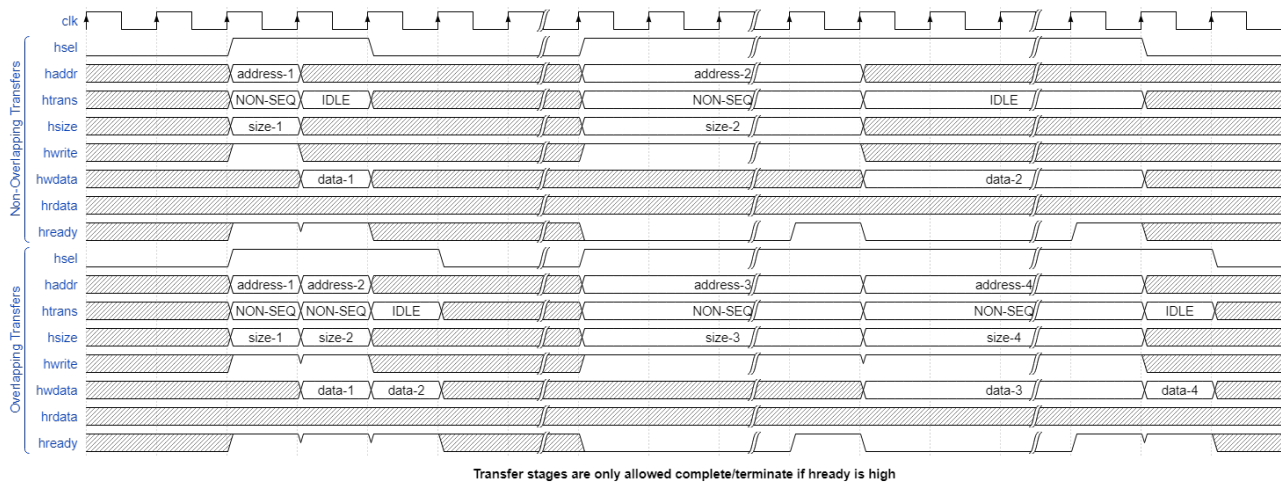 clk
Non-Overlapping Transfers
hsel
haddr address-1 address-2
htrans NON-SEQ IDLE NON-SEQ IDLE
hsize size-1 size-2
hwrite
hwdata data-1 data-2
hrdata
hready
Overlapping Transfers
hsel
haddr address-1 address-2 address-3 address-4
htrans NON-SEQ NON-SEQ IDLE NON-SEQ NON-SEQ IDLE
hsize size-1 size-2 size-3 size-4
hwrite
hwdata data-1 data-2 data-3 data-4
hrdata
hready
Transfer stages are only allowed complete/terminate if hready is high